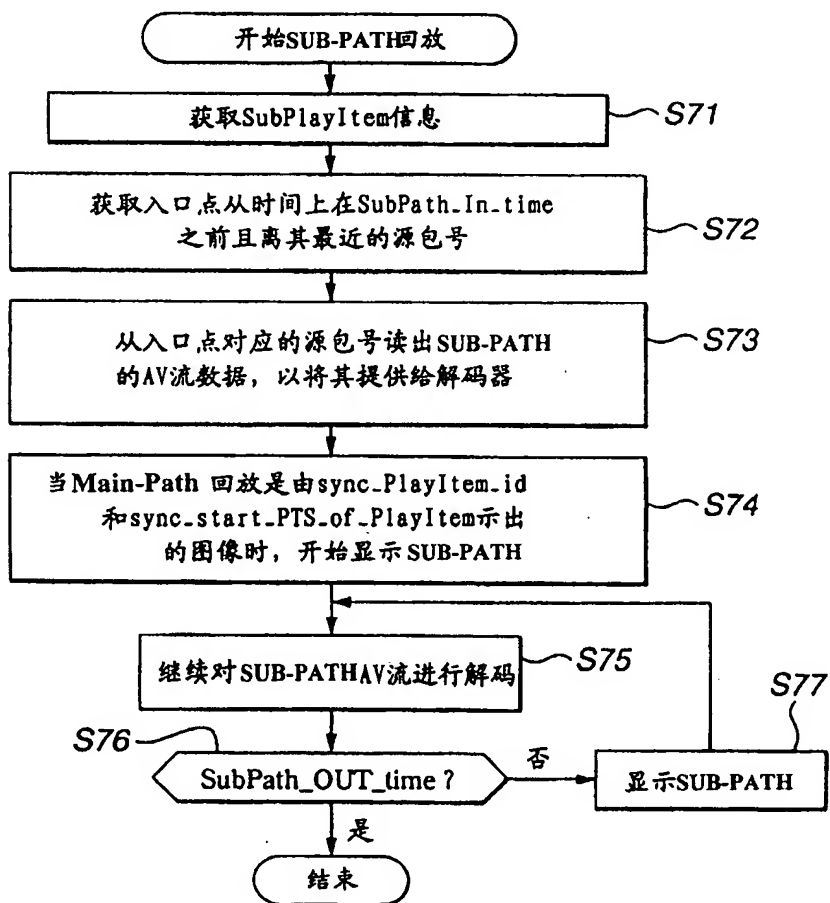 开始SUB-PATH回放
获取SubPlayItem信息
S71
获取入口点从时间上在SubPath_In_time
之前且离其最近的源包号
S72
从入口点对应的源包号读出SUB-PATH
的AV流数据，以将其提供给解码器
S73
当Main-Path 回放是由sync_PlayItem_id
和sync_start_PTS_of_PlayItem示出
的图像时，开始显示SUB-PATH
S74
继续对SUB-PATHAV流进行解码
S75
S76
SubPath_OUT_time？
否
S77
显示SUB-PATH
是
结束